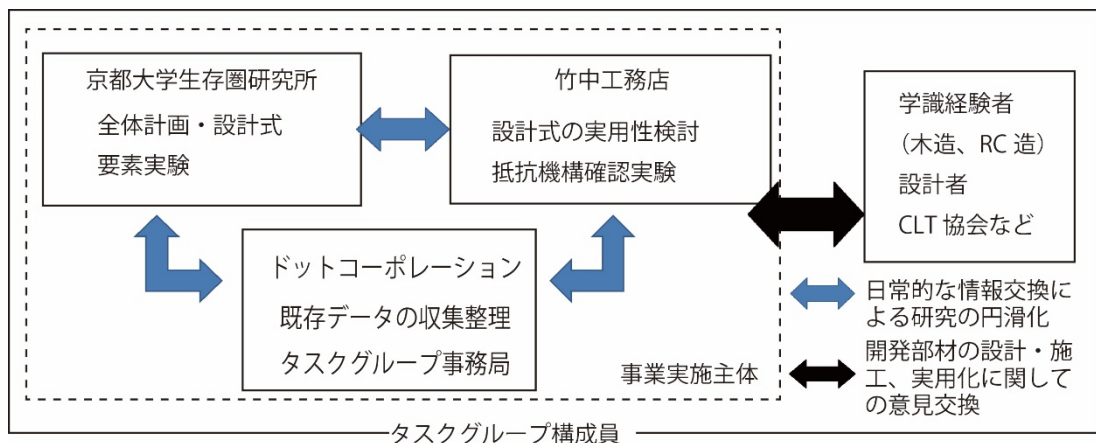 京都大学生存圏研究所
全体計画・設計式
要素実験
竹中工務店
設計式の実用性検討
抵抗機構確認実験
ドットコーポレーション
既存データの収集整理
タスクグループ事務局
事業実施主体
学識経験者
（木造、RC 造）
設計者
CLT 協会など
日常的な情報交換に
よる研究の円滑化
開発部材の設計・施
工、実用化に関して
の意見交換
タスクグループ構成員